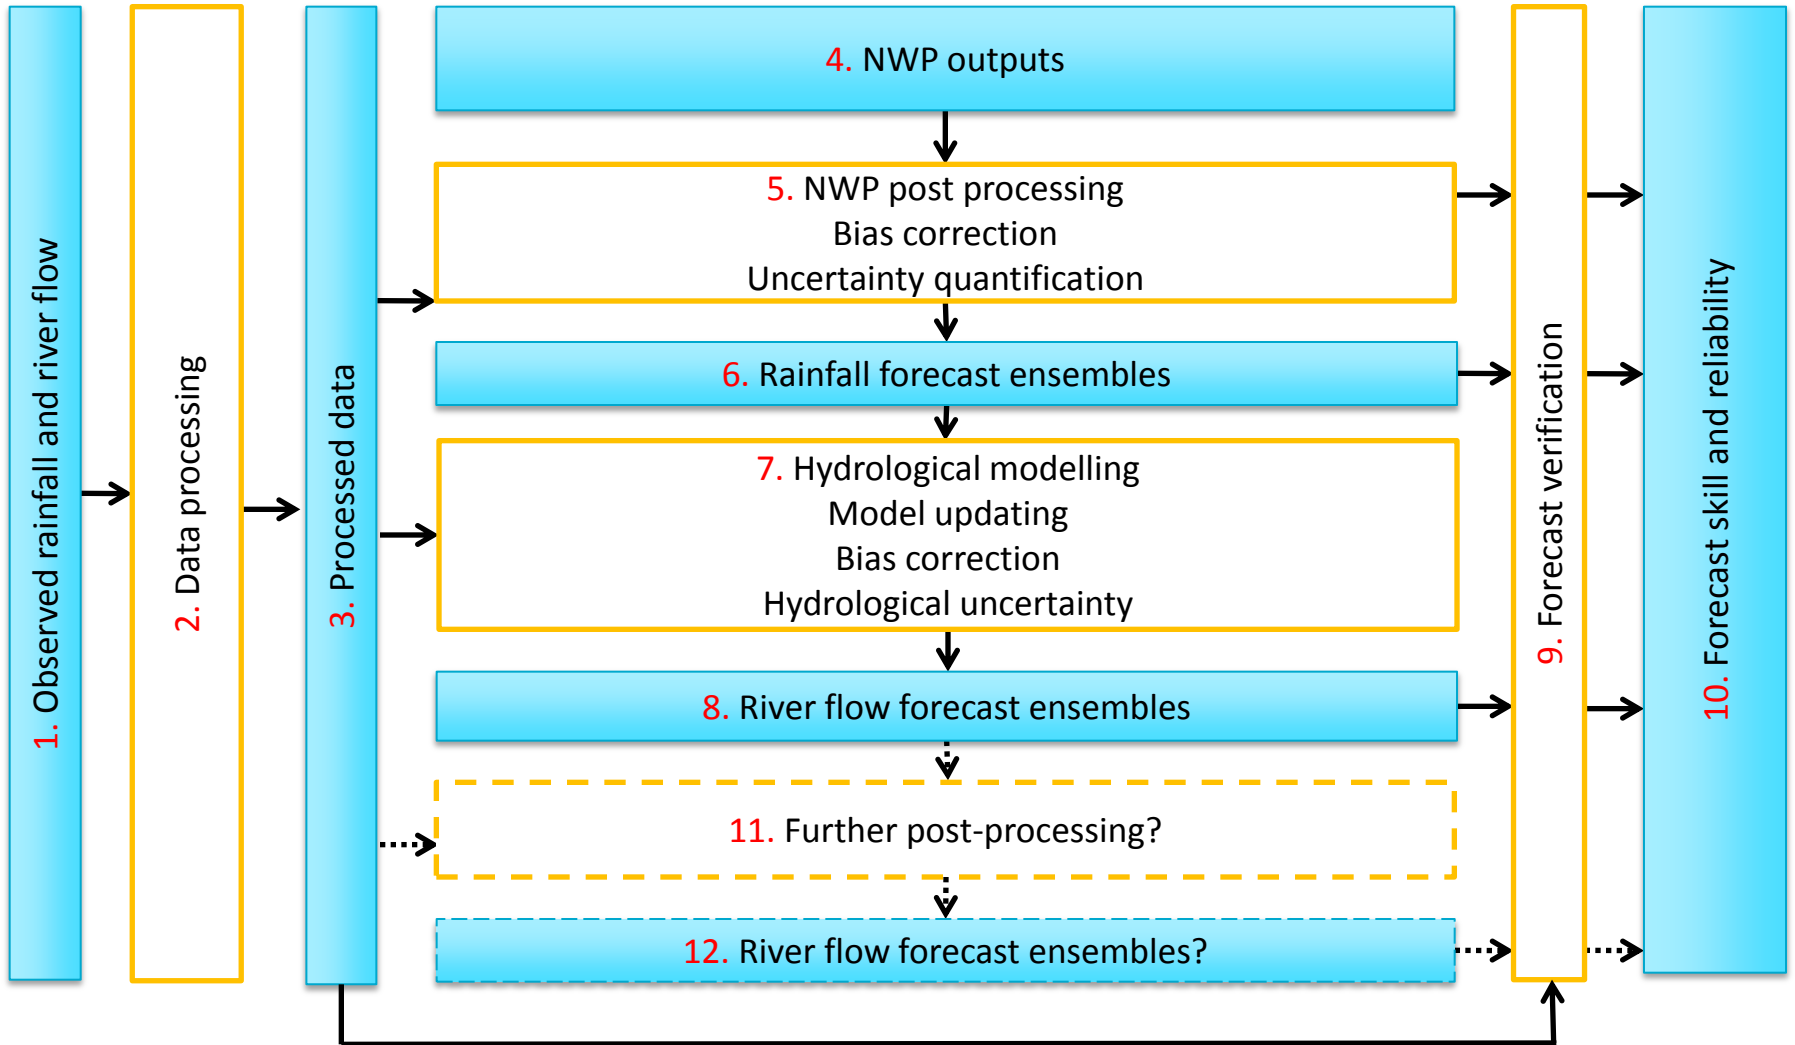 1. Observed rainfall and river flow
2. Data processing
3. Processed data
4. NWP outputs
5. NWP post processing
Bias correction
Uncertainty quantification
6. Rainfall forecast ensembles
7. Hydrological modelling
Model updating
Bias correction
Hydrological uncertainty
8. River flow forecast ensembles
11. Further post-processing?
12. River flow forecast ensembles?
9. Forecast verification
10. Forecast skill and reliability